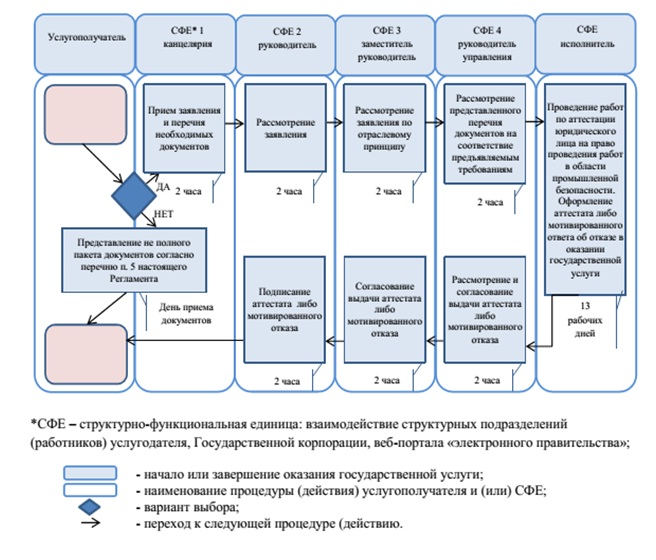 Услугополучатель
СФЕ* 1
канцелярия
СФЕ 2
руководитель
СФЕ 3
заместитель
руководитель
СФЕ 4
руководитель
управления
СФЕ
исполнитель
Прием заявления
и перечня
необходимых
документов
Рассмотрение
заявления
Рассмотрение
заявления по
отраслевому
принципу
Рассмотрение
представленного
перечня
документов на
соответствие
предъявляемым
требованиям
Проведение работ
по аттестации
юридического
лица на право
проведения работ
в области
промышленной
безопасности.
Оформление
аттестата либо
мотивированного
ответа об отказе в
оказании
государственной
услуги
ДА
2 часа
2 часа
2 часа
2 часа
НЕТ
Представление не полного
пакета документов согласно
перечню п. 5 настоящего
Регламента
День приема
документов
Подписание
аттестата либо
мотивированного
отказа
Согласование
выдачи аттестата
либо
мотивированного
отказа
Рассмотрение и
согласование
выдачи аттестата
либо
мотивированного
отказа
13
рабочих
дней
2 часа
2 часа
2 часа
*СФЕ – структурно-функциональная единица: взаимодействие структурных подразделений
(работников) услугодателя, Государственной корпорации, веб-портала «электронного правительства»;
- начало или завершение оказания государственной услуги;
- наименование процедуры (действия) услугополучателя и (или) СФЕ;
- вариант выбора;
- переход к следующей процедуре (действию.